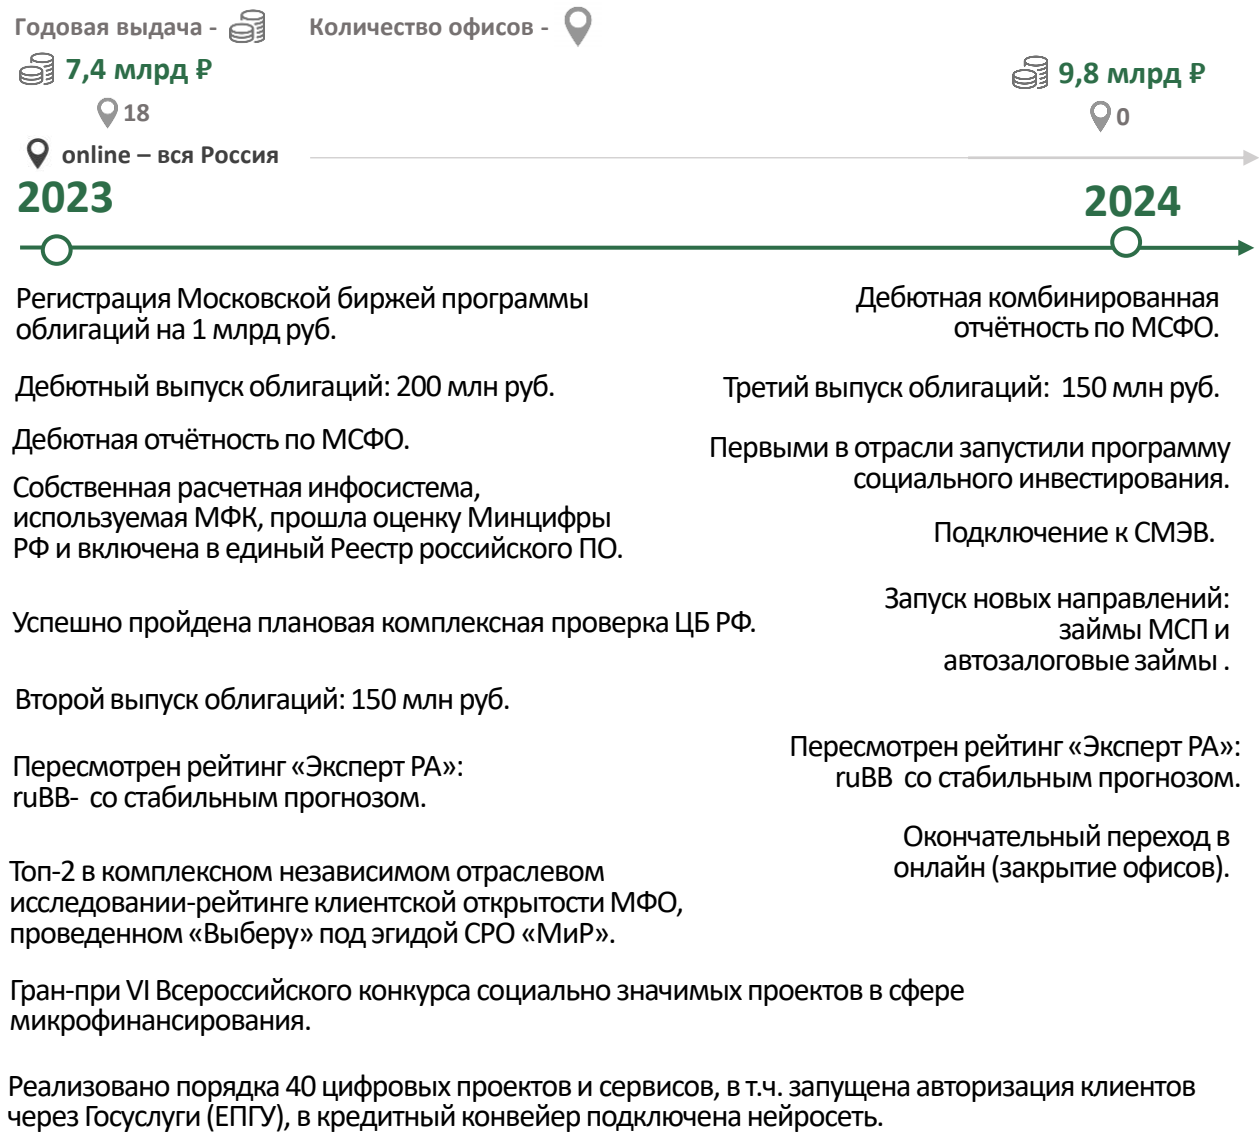 Годовая выдача -
Количество офисов -
7,4 млрд ₽
18
online – вся Россия
2023
9,8 млрд ₽
0
2024
Регистрация Московской биржей программы
облигаций на 1 млрд руб.
Дебютный выпуск облигаций: 200 млн руб.
Дебютная отчётность по МСФО.
Собственная расчетная инфосистема,
используемая МФК, прошла оценку Минцифры
РФ и включена в единый Реестр российского ПО.
Успешно пройдена плановая комплексная проверка ЦБ РФ.
Второй выпуск облигаций: 150 млн руб.
Пересмотрен рейтинг «Эксперт РА»:
ruBB- со стабильным прогнозом.
Топ-2 в комплексном независимом отраслевом
исследовании-рейтинге клиентской открытости МФО,
проведенном «Выберу» под эгидой СРО «МиР».
Гран-при VI Всероссийского конкурса социально значимых проектов в сфере
микрофинансирования.
Реализовано порядка 40 цифровых проектов и сервисов, в т.ч. запущена авторизация клиентов
через Госуслуги (ЕПГУ), в кредитный конвейер подключена нейросеть.
Дебютная комбинированная
отчётность по МСФО.
Третий выпуск облигаций: 150 млн руб.
Первыми в отрасли запустили программу
социального инвестирования.
Подключение к СМЭВ.
Запуск новых направлений:
займы МСП и
автозалоговые займы .
Пересмотрен рейтинг «Эксперт РА»:
ruBB со стабильным прогнозом.
Окончательный переход в
онлайн (закрытие офисов).